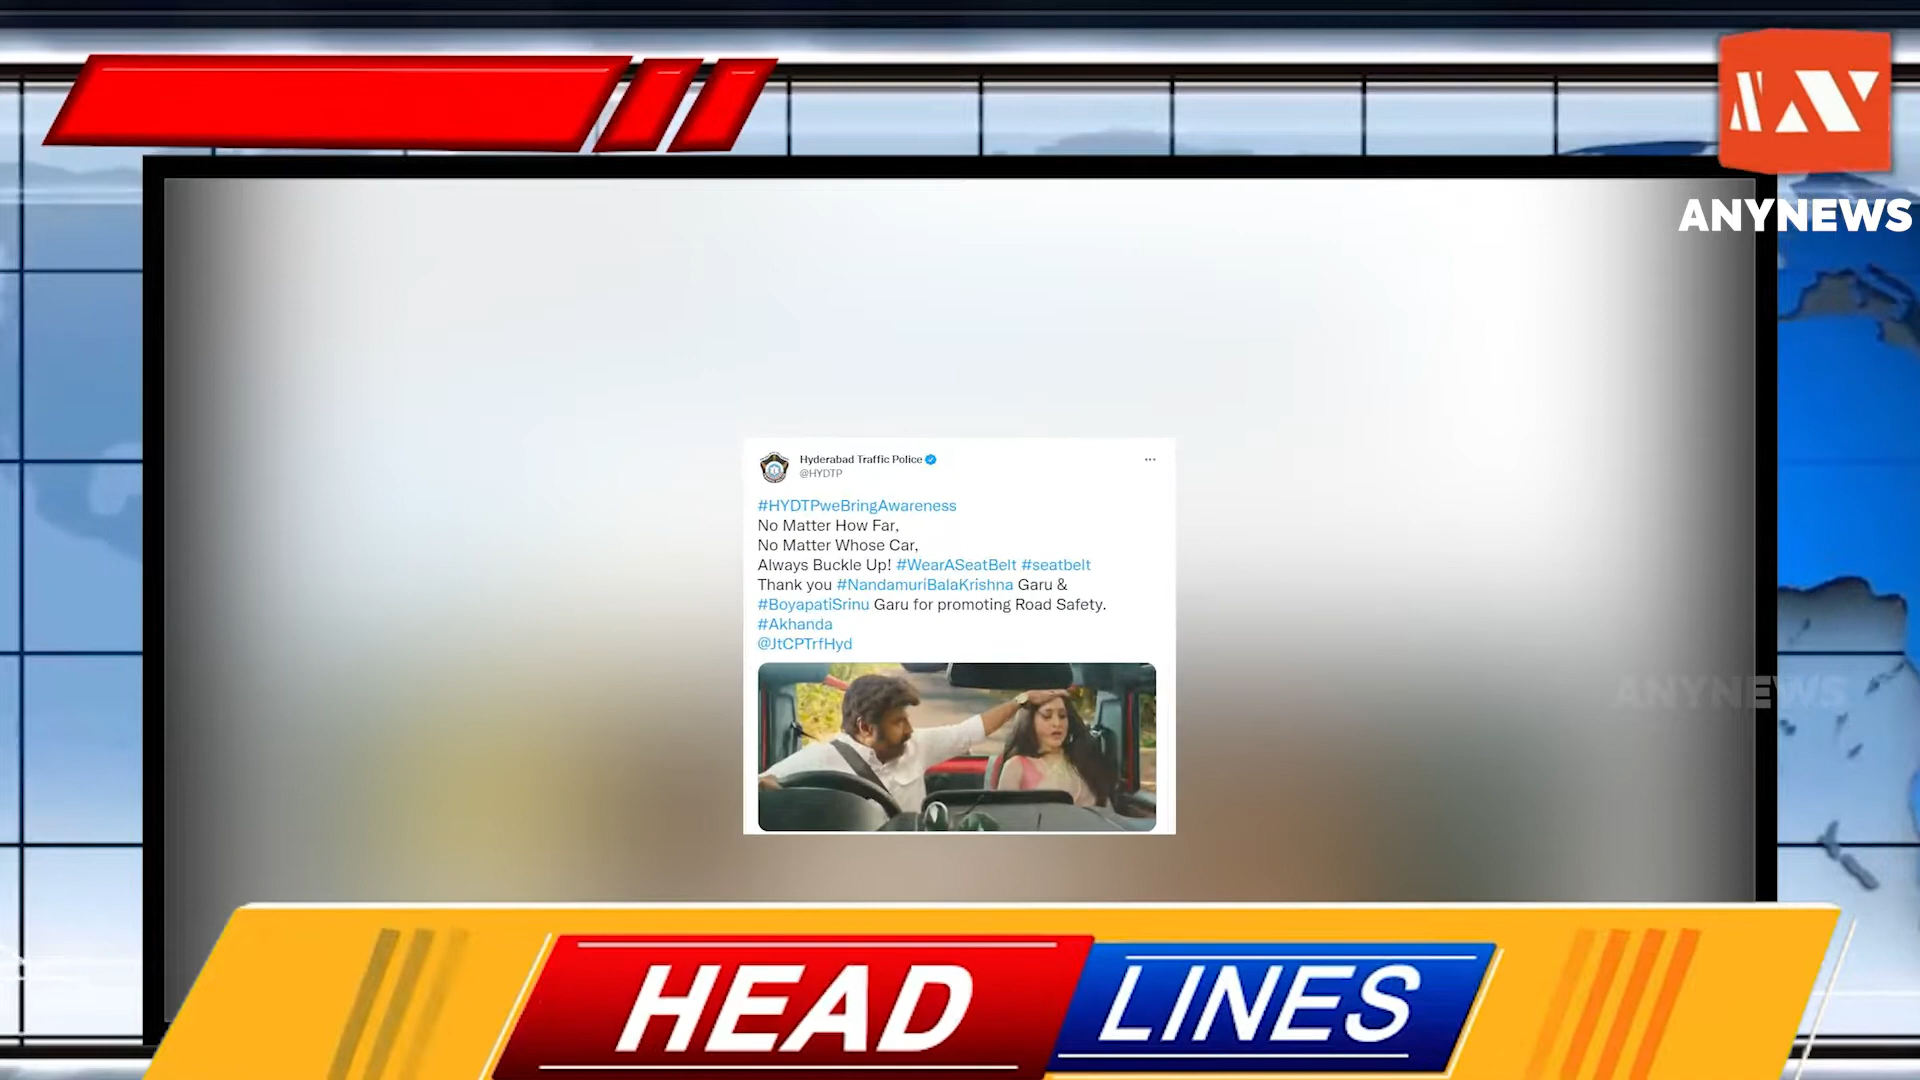 ANYNEWS
Hyderabad Traffic Police
@HYDTP
#HYDTPweBringAwareness
No Matter How Far,
No Matter Whose Car,
Always Buckle Up! #WearASeatBelt #seatbelt
Thank you #NandamuriBalaKrishna Garu &
#BoyapatiSrinu Garu for promoting Road Safety.
#Akhanda
@JtCPTrfHyd
ANYNEWS
HEAD LINES